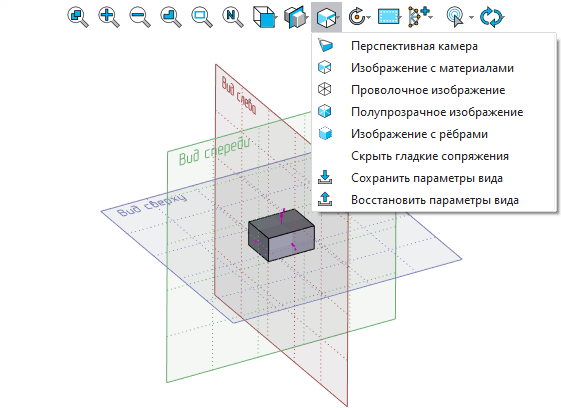 Перспективная камера
Изображение с материалами
Проволочное изображение
Полупрозрачное изображение
Изображение с рёбрами
Скрыть гладкие сопряжения
Сохранить параметры вида
Восстановить параметры вида
Вид слева
Вид спереди
Вид сверху